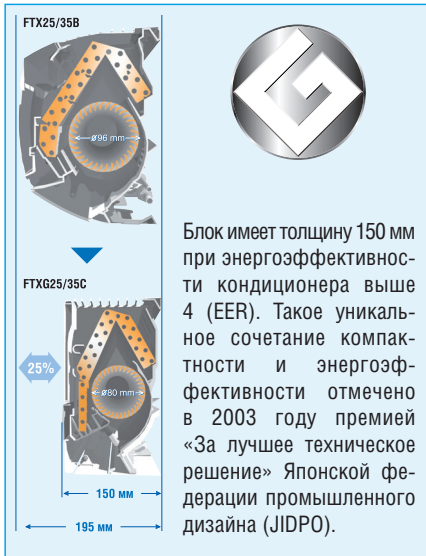 FTX25/35B
ø96 mm
FTXG25/35C
25%
ø80 mm
150 мм
195 мм
Блок имеет толщину 150 мм
при энергоэффективнос-
ти кондиционера выше
4 (EER). Такое уникаль-
ное сочетание компак-
тности и энергоэф-
фективности отмечено
в 2003 году премией
«За лучшее техническое
решение» Японской фе-
дерации промышленного
дизайна (JIDPO).